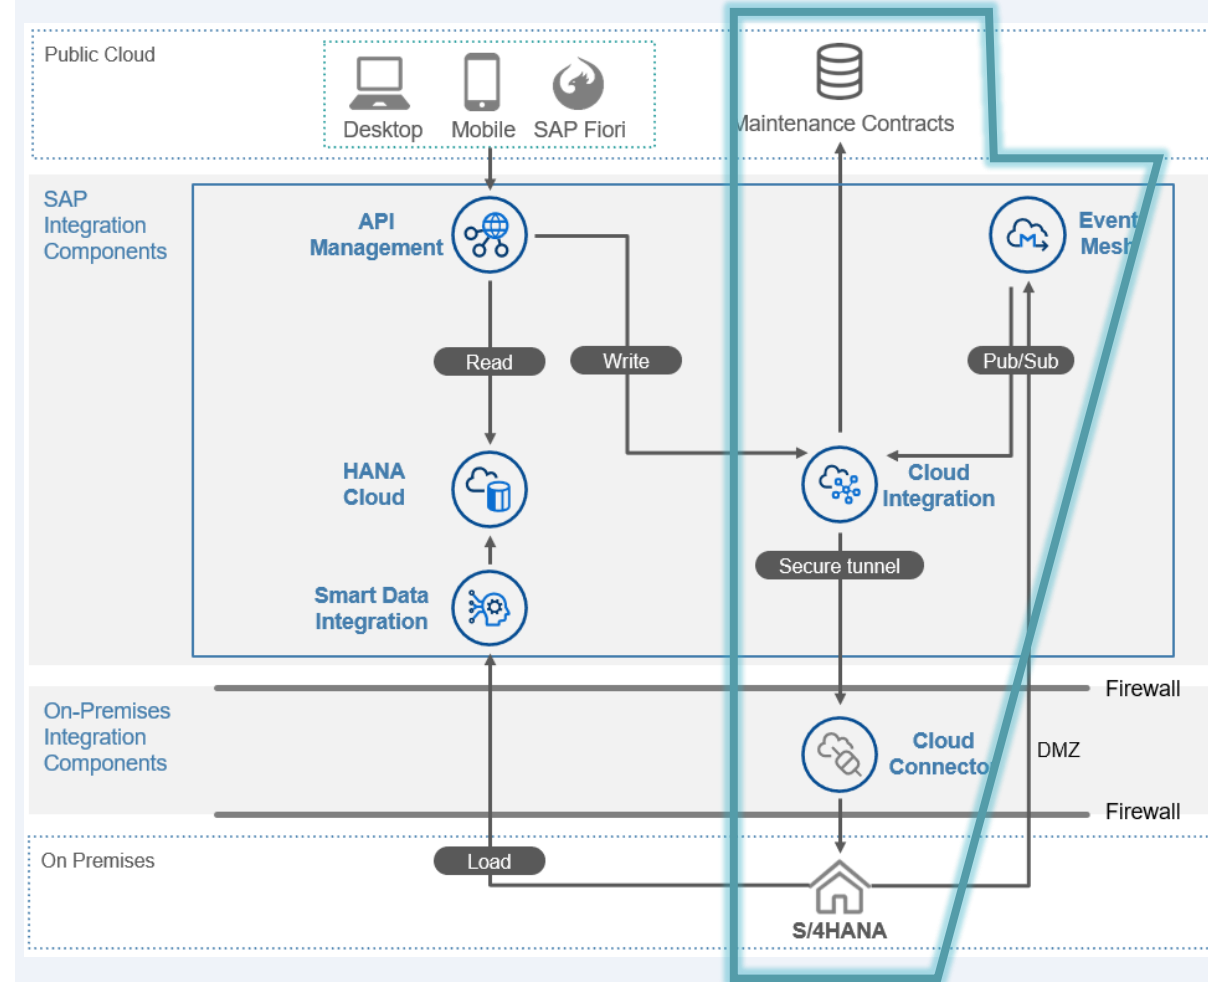 Public Cloud
Desktop
Mobile
SAP Fiori
Maintenance Contracts
SAP
Integration
Components
API
Management
Event
Mesh
Read
Write
Pub/Sub
HANA
Cloud
Cloud
Integration
Secure tunnel
Smart Data
Integration
Firewall
On-Premises
Integration
Components
Cloud
Connector
DMZ
Firewall
On Premises
Load
S/4HANA